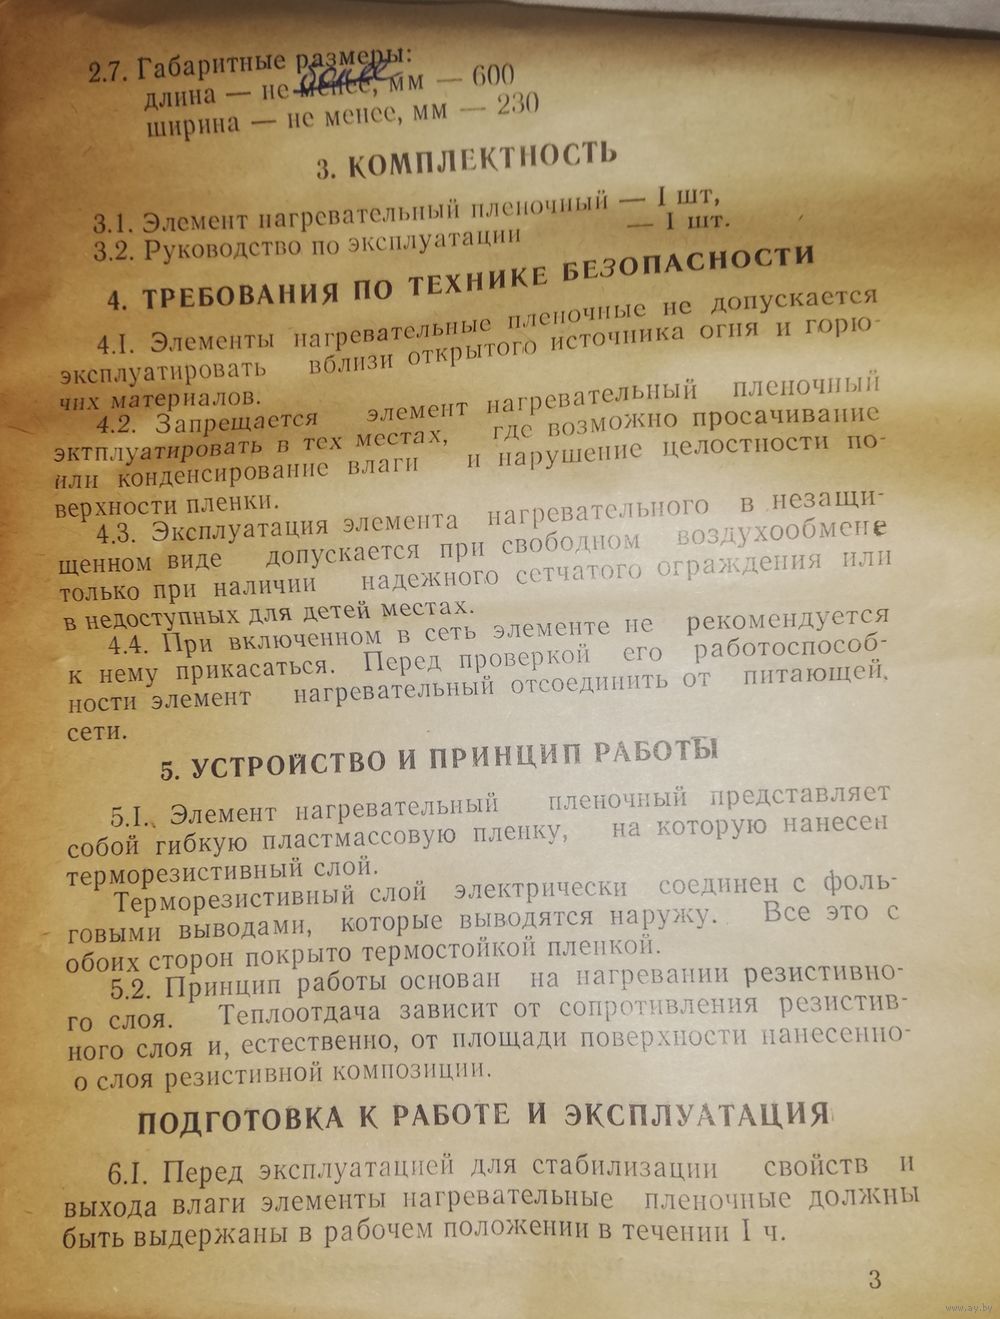 2.7. Габаритные размеры:
длина — не менее, мм — 600
более
ширина — не менее, мм — 230
3. КОМПЛЕКТНОСТЬ
3.1. Элемент нагревательный пленочный — I шт,
3.2. Руководство по эксплуатации — I шт.
4. ТРЕБОВАНИЯ ПО ТЕХНИКЕ БЕЗОПАСНОСТИ
4.I. Элементы нагревательные пленочные не допускается
эксплуатировать вблизи открытого источника огня и горю-
чих материалов.
4.2. Запрещается элемент нагревательный пленочный
эктплуатировать в тех местах, где возможно просачивание
или конденсирование влаги и нарушение целостности по-
верхности пленки.
4.3. Эксплуатация элемента нагревательного в незащи-
щенном виде допускается при свободном воздухообмене
только при наличии надежного сетчатого ограждения или
в недоступных для детей местах.
4.4. При включенном в сеть элементе не рекомендуется
к нему прикасаться. Перед проверкой его работоспособ-
ности элемент нагревательный отсоединить от питающей
сети.
5. УСТРОЙСТВО И ПРИНЦИП РАБОТЫ
5.I. Элемент нагревательный пленочный представляет
собой гибкую пластмассовую пленку, на которую нанесен
терморезистивный слой.
Терморезистивный слой электрически соединен с фоль-
говыми выводами, которые выводятся наружу. Все это с
обоих сторон покрыто термостойкой пленкой.
5.2. Принцип работы основан на нагревании резистивно-
го слоя. Теплоотдача зависит от сопротивления резистив-
ного слоя и, естественно, от площади поверхности нанесенно-
о слоя резистивной композиции.
ПОДГОТОВКА К РАБОТЕ И ЭКСПЛУАТАЦИЯ
6.I. Перед эксплуатацией для стабилизации свойств и
выхода влаги элементы нагревательные пленочные должны
быть выдержаны в рабочем положении в течении I ч.
3
www.ay.by